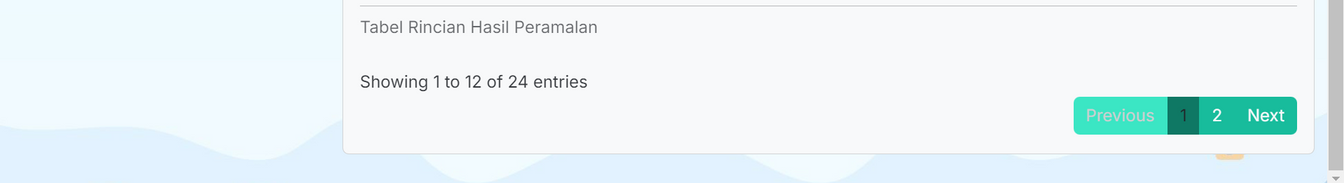 Tabel Rincian Hasil Peramalan
Showing 1 to 12 of 24 entries
Previous 1 2 Next